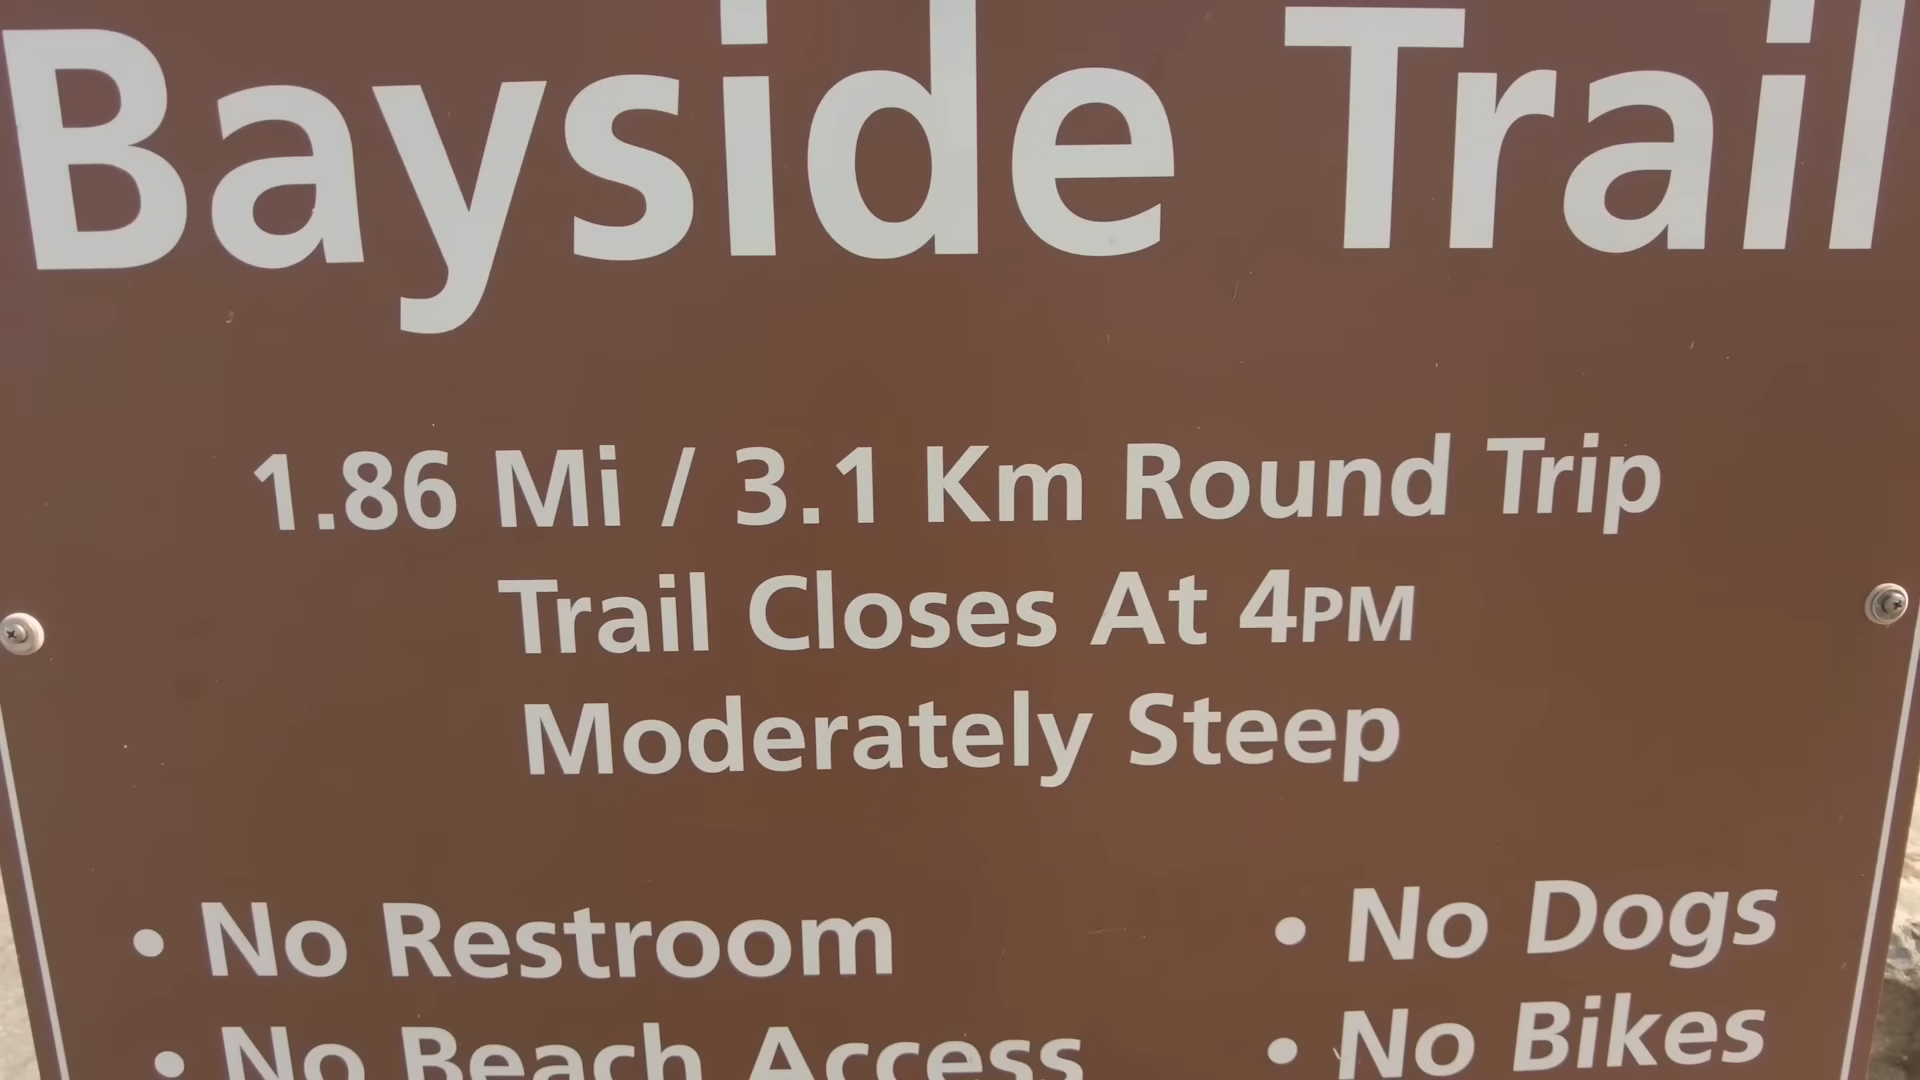 Bayside Trail
1.86 Mi / 3.1 Km Round Trip
Trail Closes At 4PM
Moderately Steep
• No Restroom
• No Dogs
• No Beach Access
• No Bikes